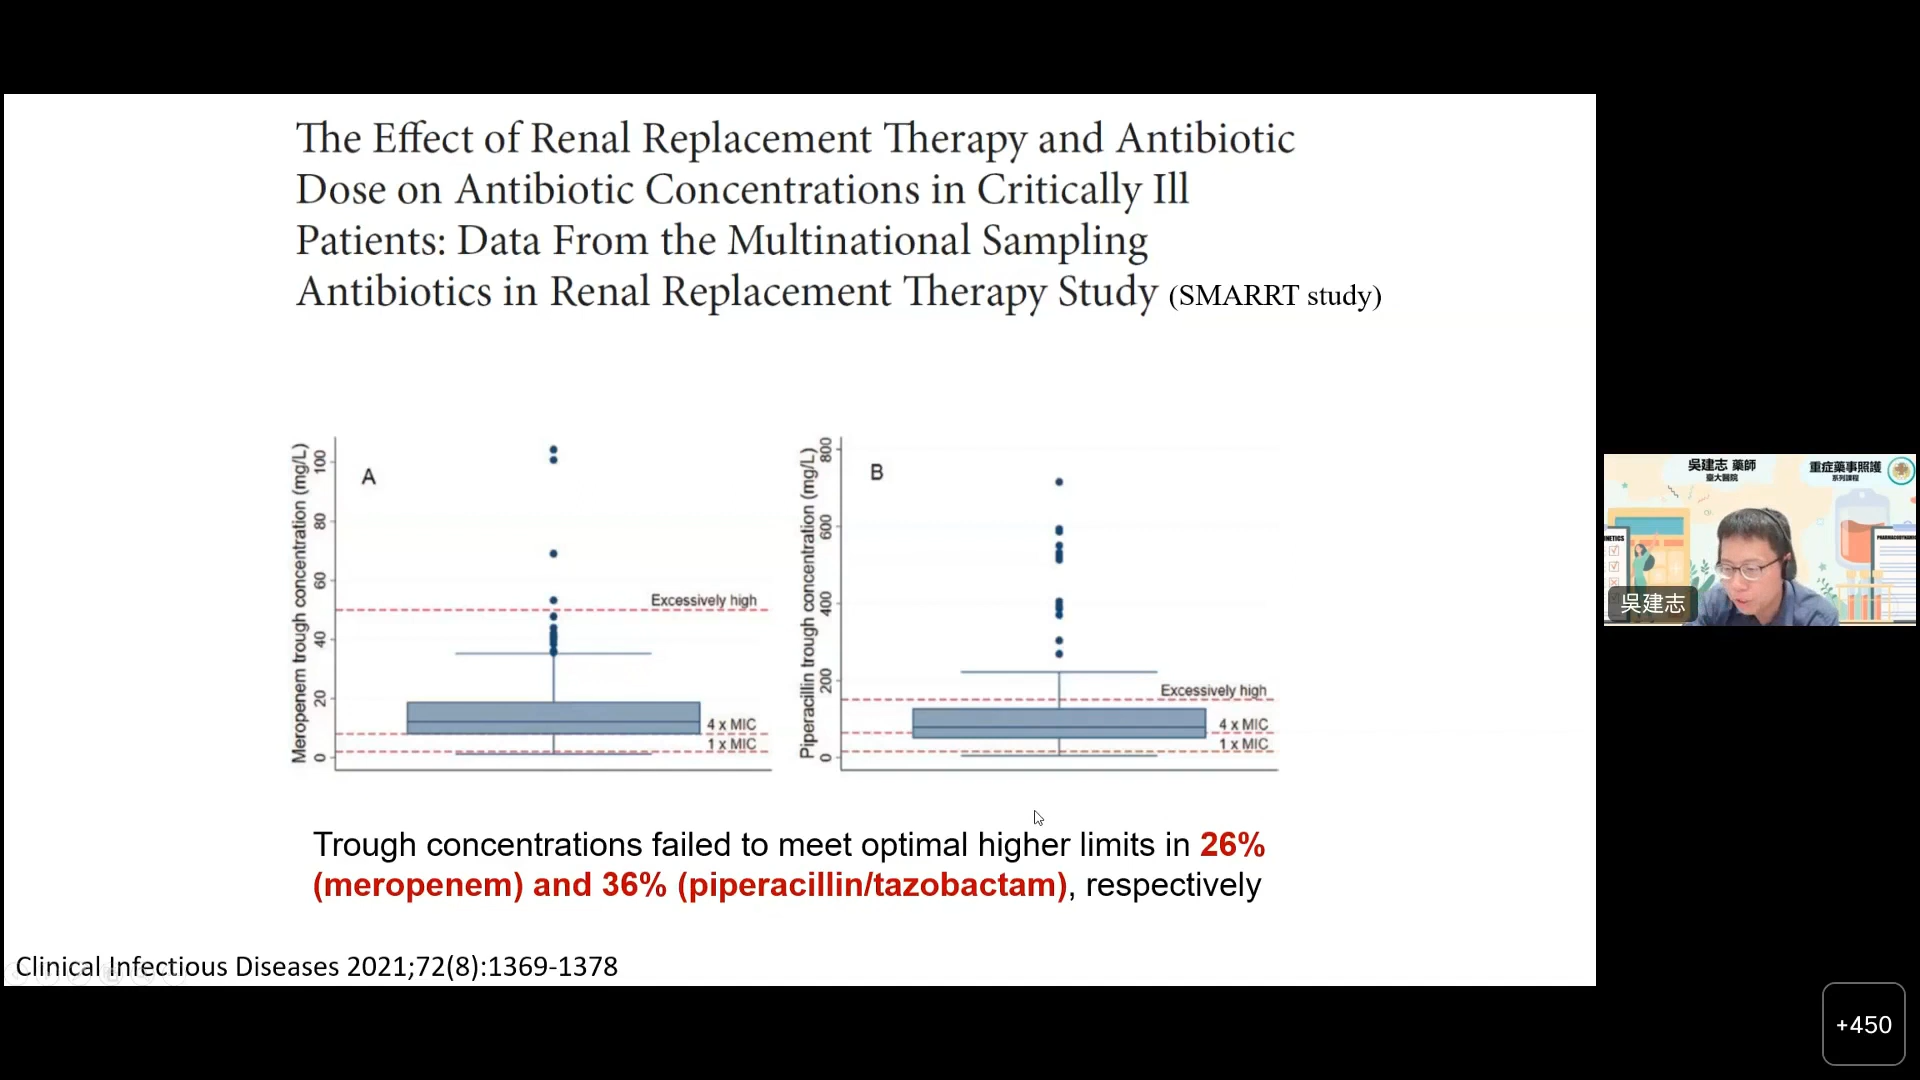 The Effect of Renal Replacement Therapy and Antibiotic
Dose on Antibiotic Concentrations in Critically Ill
Patients: Data From the Multinational Sampling
Antibiotics in Renal Replacement Therapy Study (SMARRT study)
A
Meropenem trough concentration (mg/L)
100
80
60
40
20
0
Excessively high
4 x MIC
1 x MIC
B
Piperacillin trough concentration (mg/L)
800
600
400
200
0
Excessively high
4 x MIC
1 x MIC
Trough concentrations failed to meet optimal higher limits in 26%
(meropenem) and 36% (piperacillin/tazobactam), respectively
Clinical Infectious Diseases 2021;72(8):1369-1378
吳建志 藥師
臺大醫院
重症藥事照護
系列課程
吳建志
+450